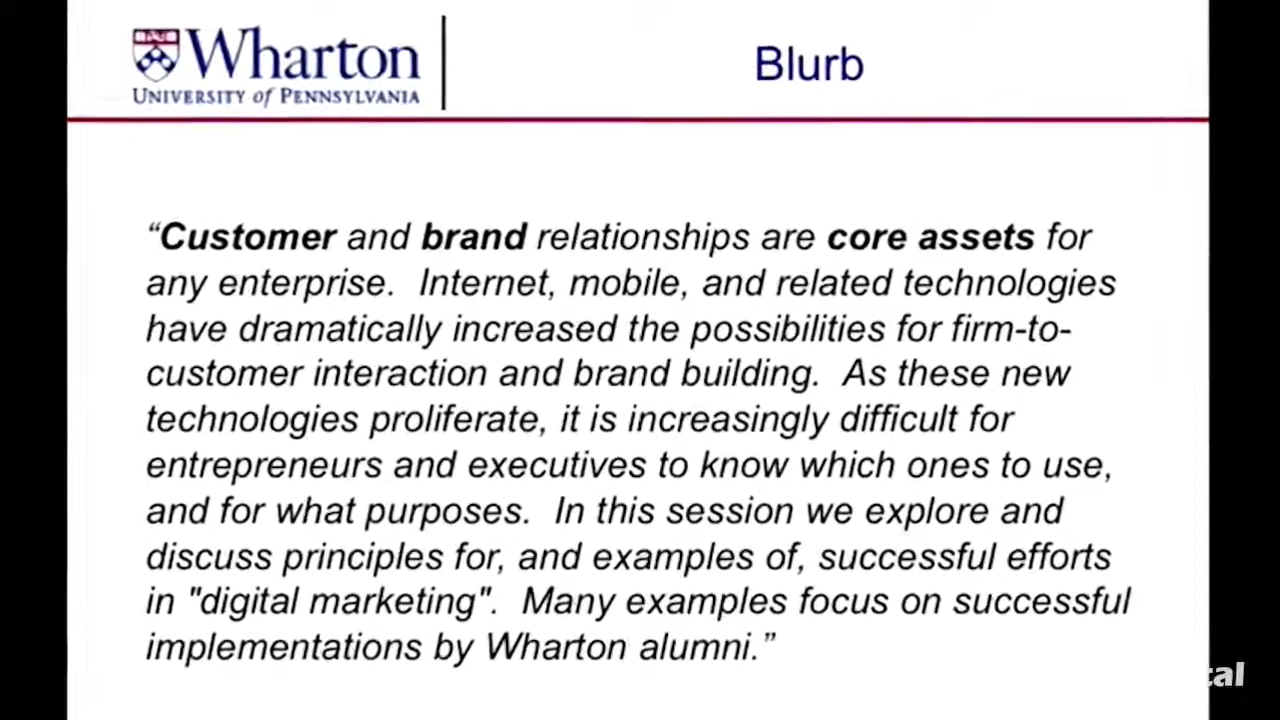 Wharton
UNIVERSITY of PENNSYLVANIA
Blurb
“Customer and brand relationships are core assets for
any enterprise. Internet, mobile, and related technologies
have dramatically increased the possibilities for firm-to-
customer interaction and brand building. As these new
technologies proliferate, it is increasingly difficult for
entrepreneurs and executives to know which ones to use,
and for what purposes. In this session we explore and
discuss principles for, and examples of, successful efforts
in "digital marketing". Many examples focus on successful
implementations by Wharton alumni.”